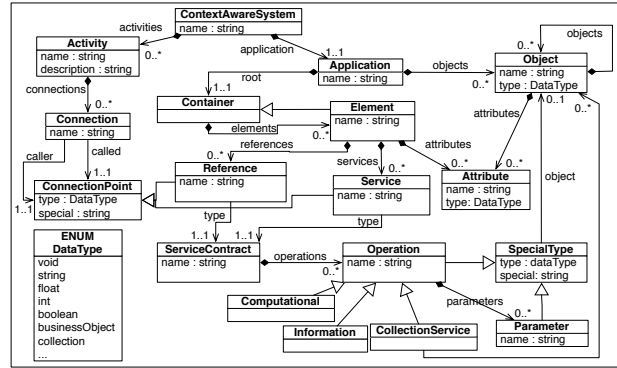 ContextAwareSystem
name : string
activities
application
objects
Activity
name : string
description : string
0..*
1..1
0..*
Object
name : string
type : DataType
root
Application
name : string
objects
0..*
connections
1..1
0..1
0..*
Container
Element
name : string
elements
0..*
attributes
0..*
Connection
name : string
references
attributes
caller
called
services
object
0..*
0..*
0..*
0..*
Reference
name : string
Service
name : string
Attribute
name : string
type: DataType
1..1
1..1
ConnectionPoint
type : DataType
special : string
type
type
ENUM
DataType
void
string
float
int
boolean
businessObject
collection
...
1..1
1..1
ServiceContract
name : string
operations
0..*
Operation
name : string
SpecialType
type : dataType
special: string
Computational
parameters
0..*
Information
CollectionService
Parameter
name : string